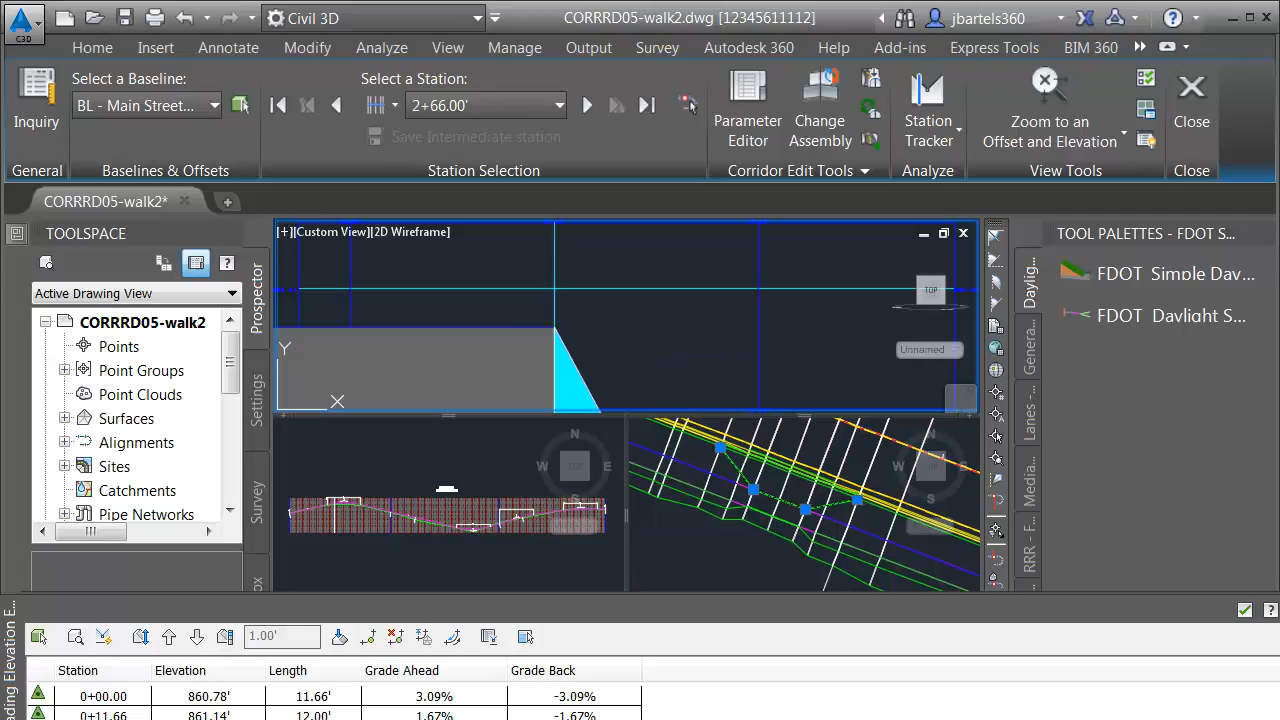 C3D
Civil 3D
CORRRD05-walk2.dwg [12345611112]
jbartels360
Home Insert Annotate Modify Analyze View Manage Output Survey Autodesk 360 Help Add-ins Express Tools BIM 360
Select a Baseline:
Select a Station:
BL - Main Street...
2+66.00'
Save Intermediate station
Inquiry
Parameter Editor
Change Assembly
Station Tracker
Zoom to an Offset and Elevation
Close
General Baselines & Offsets Station Selection Corridor Edit Tools Analyze View Tools Close
CORRRD05-walk2*
TOOLSPACE
Active Drawing View
CORRRD05-walk2
Points
Point Groups
Point Clouds
Surfaces
Alignments
Sites
Catchments
Pipe Networks
Prospector
Settings
Survey
[+][Custom View][2D Wireframe]
TOP
Unnamed
Y
X
N
W
E
S
TOP
N
W
S
TOOL PALETTES - FDOT S...
FDOT Simple Dav...
FDOT Daylight S...
Daylig...
Genera...
Lanes -...
Media...
RRR - F...
ading Elevation E...
1.00'
Station Elevation Length Grade Ahead Grade Back
0+00.00 860.78' 11.66' 3.09% -3.09%
0+11.66 861.14' 12.00' 1.67% -1.67%